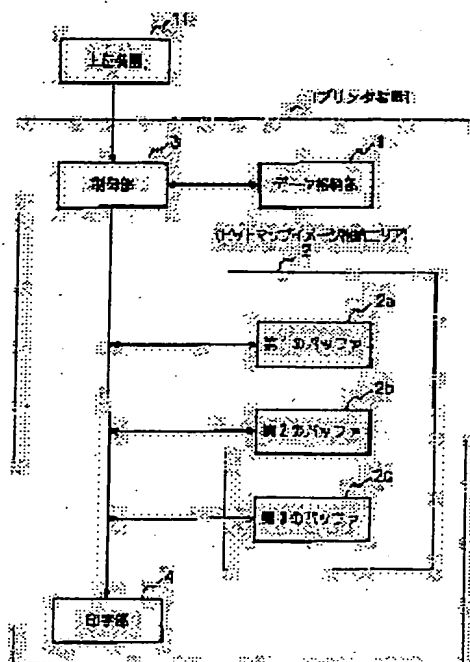 11
上位装置
(プリンタ装置)
3
1
制御部
データ格納部
(ドットマップイメージ格納エリア)
2
2a
第1のバッファ
2b
第2のバッファ
2c
第3のバッファ
4
印字部